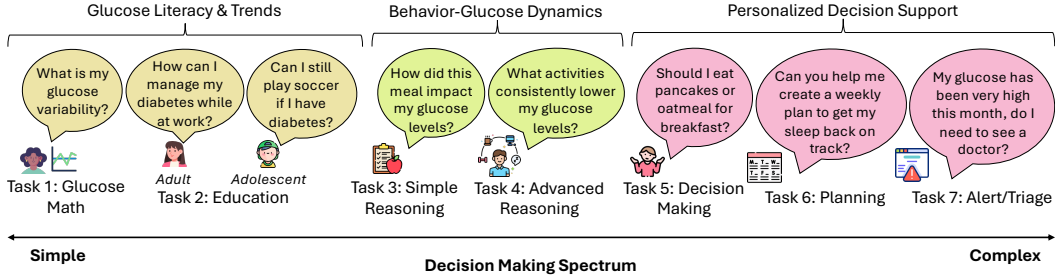 Glucose Literacy & Trends
Behavior-Glucose Dynamics
Personalized Decision Support
What is my
glucose
variability?
How can I
manage my
diabetes while
at work?
Can I still
play soccer
if I have
diabetes?
How did this
meal impact
my glucose
levels?
What activities
consistently lower
my glucose
levels?
Should I eat
pancakes or
oatmeal for
breakfast?
Can you help me
create a weekly
plan to get my
sleep back on
track?
My glucose has
been very high
this month, do I
need to see a
doctor?
Task 1: Glucose
Math
Adult
Adolescent
Task 2: Education
Task 3: Simple
Reasoning
Task 4: Advanced
Reasoning
Task 5: Decision
Making
M T W
T F S
Task 6: Planning
Task 7: Alert/Triage
Simple
Decision Making Spectrum
Complex